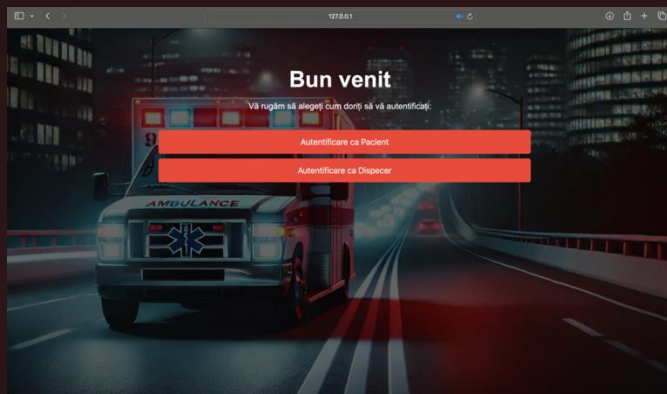 127.0.0.1
Bun venit
Vă rugăm să alegeți cum doriți să vă autentificați:
Autentificare ca Pacient
Autentificare ca Dispecer
9
AMBULANCE